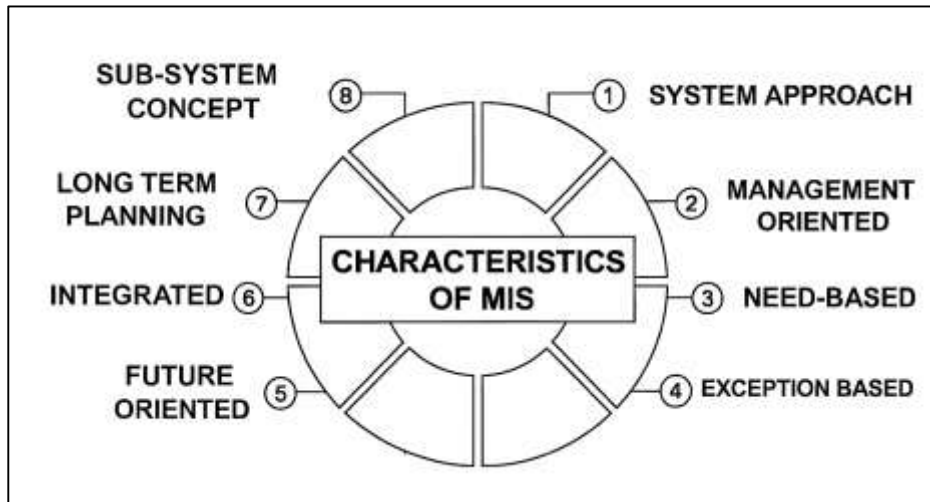 CHARACTERISTICS
OF MIS
1 SYSTEM APPROACH
2 MANAGEMENT
ORIENTED
3 NEED-BASED
4 EXCEPTION BASED
5 FUTURE
ORIENTED
6 INTEGRATED
7 LONG TERM
PLANNING
8 SUB-SYSTEM
CONCEPT